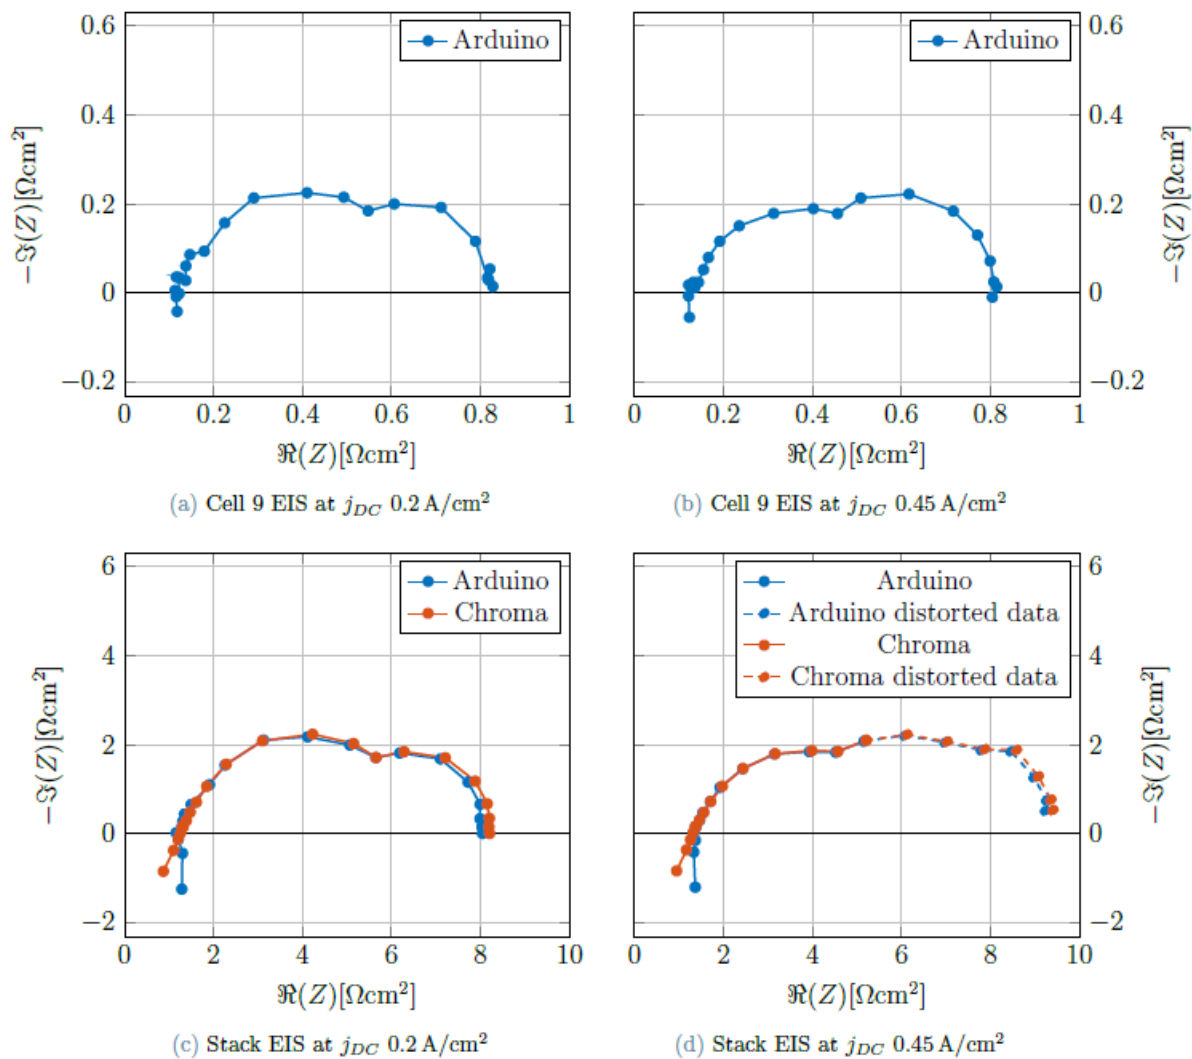 0.6
0.4
0.2
0
−0.2
−ℑ(Z)[Ωcm²]
Arduino
0 0.2 0.4 0.6 0.8 1
ℜ(Z)[Ωcm²]
(a) Cell 9 EIS at j_DC 0.2 A/cm²
Arduino
0.6
0.4
0.2
0
−0.2
−ℑ(Z)[Ωcm²]
0 0.2 0.4 0.6 0.8 1
ℜ(Z)[Ωcm²]
(b) Cell 9 EIS at j_DC 0.45 A/cm²
6
4
2
0
−2
−ℑ(Z)[Ωcm²]
Arduino
Chroma
0 2 4 6 8 10
ℜ(Z)[Ωcm²]
(c) Stack EIS at j_DC 0.2 A/cm²
Arduino
Arduino distorted data
Chroma
Chroma distorted data
6
4
2
0
−2
−ℑ(Z)[Ωcm²]
0 2 4 6 8 10
ℜ(Z)[Ωcm²]
(d) Stack EIS at j_DC 0.45 A/cm²